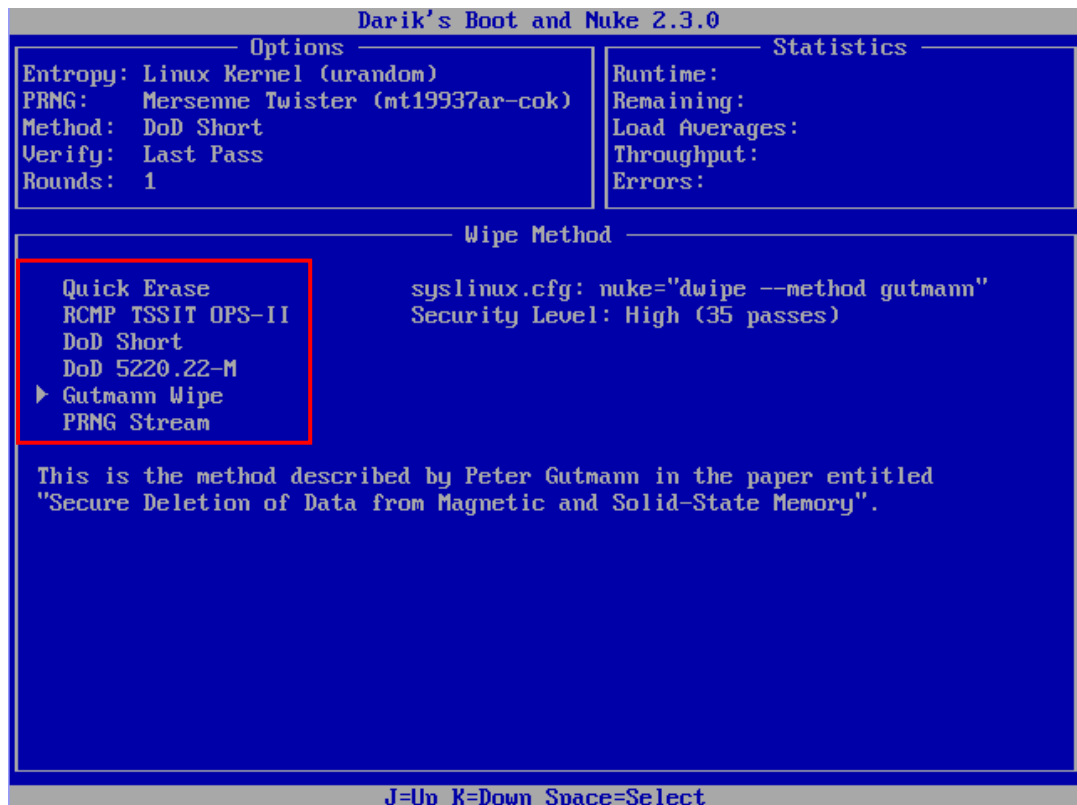 Darik's Boot and Nuke 2.3.0
Options
Entropy: Linux Kernel (urandom)
PRNG: Mersenne Twister (mt19937ar-cok)
Method: DoD Short
Verify: Last Pass
Rounds: 1
Statistics
Runtime:
Remaining:
Load Averages:
Throughput:
Errors:
Wipe Method
Quick Erase
RCMP TSSIT OPS-II
DoD Short
DoD 5220.22-M
Gutmann Wipe
PRNG Stream
syslinux.cfg: nuke="dwipe --method gutmann"
Security Level: High (35 passes)
This is the method described by Peter Gutmann in the paper entitled
"Secure Deletion of Data from Magnetic and Solid-State Memory".
J=Up K=Down Space=Select